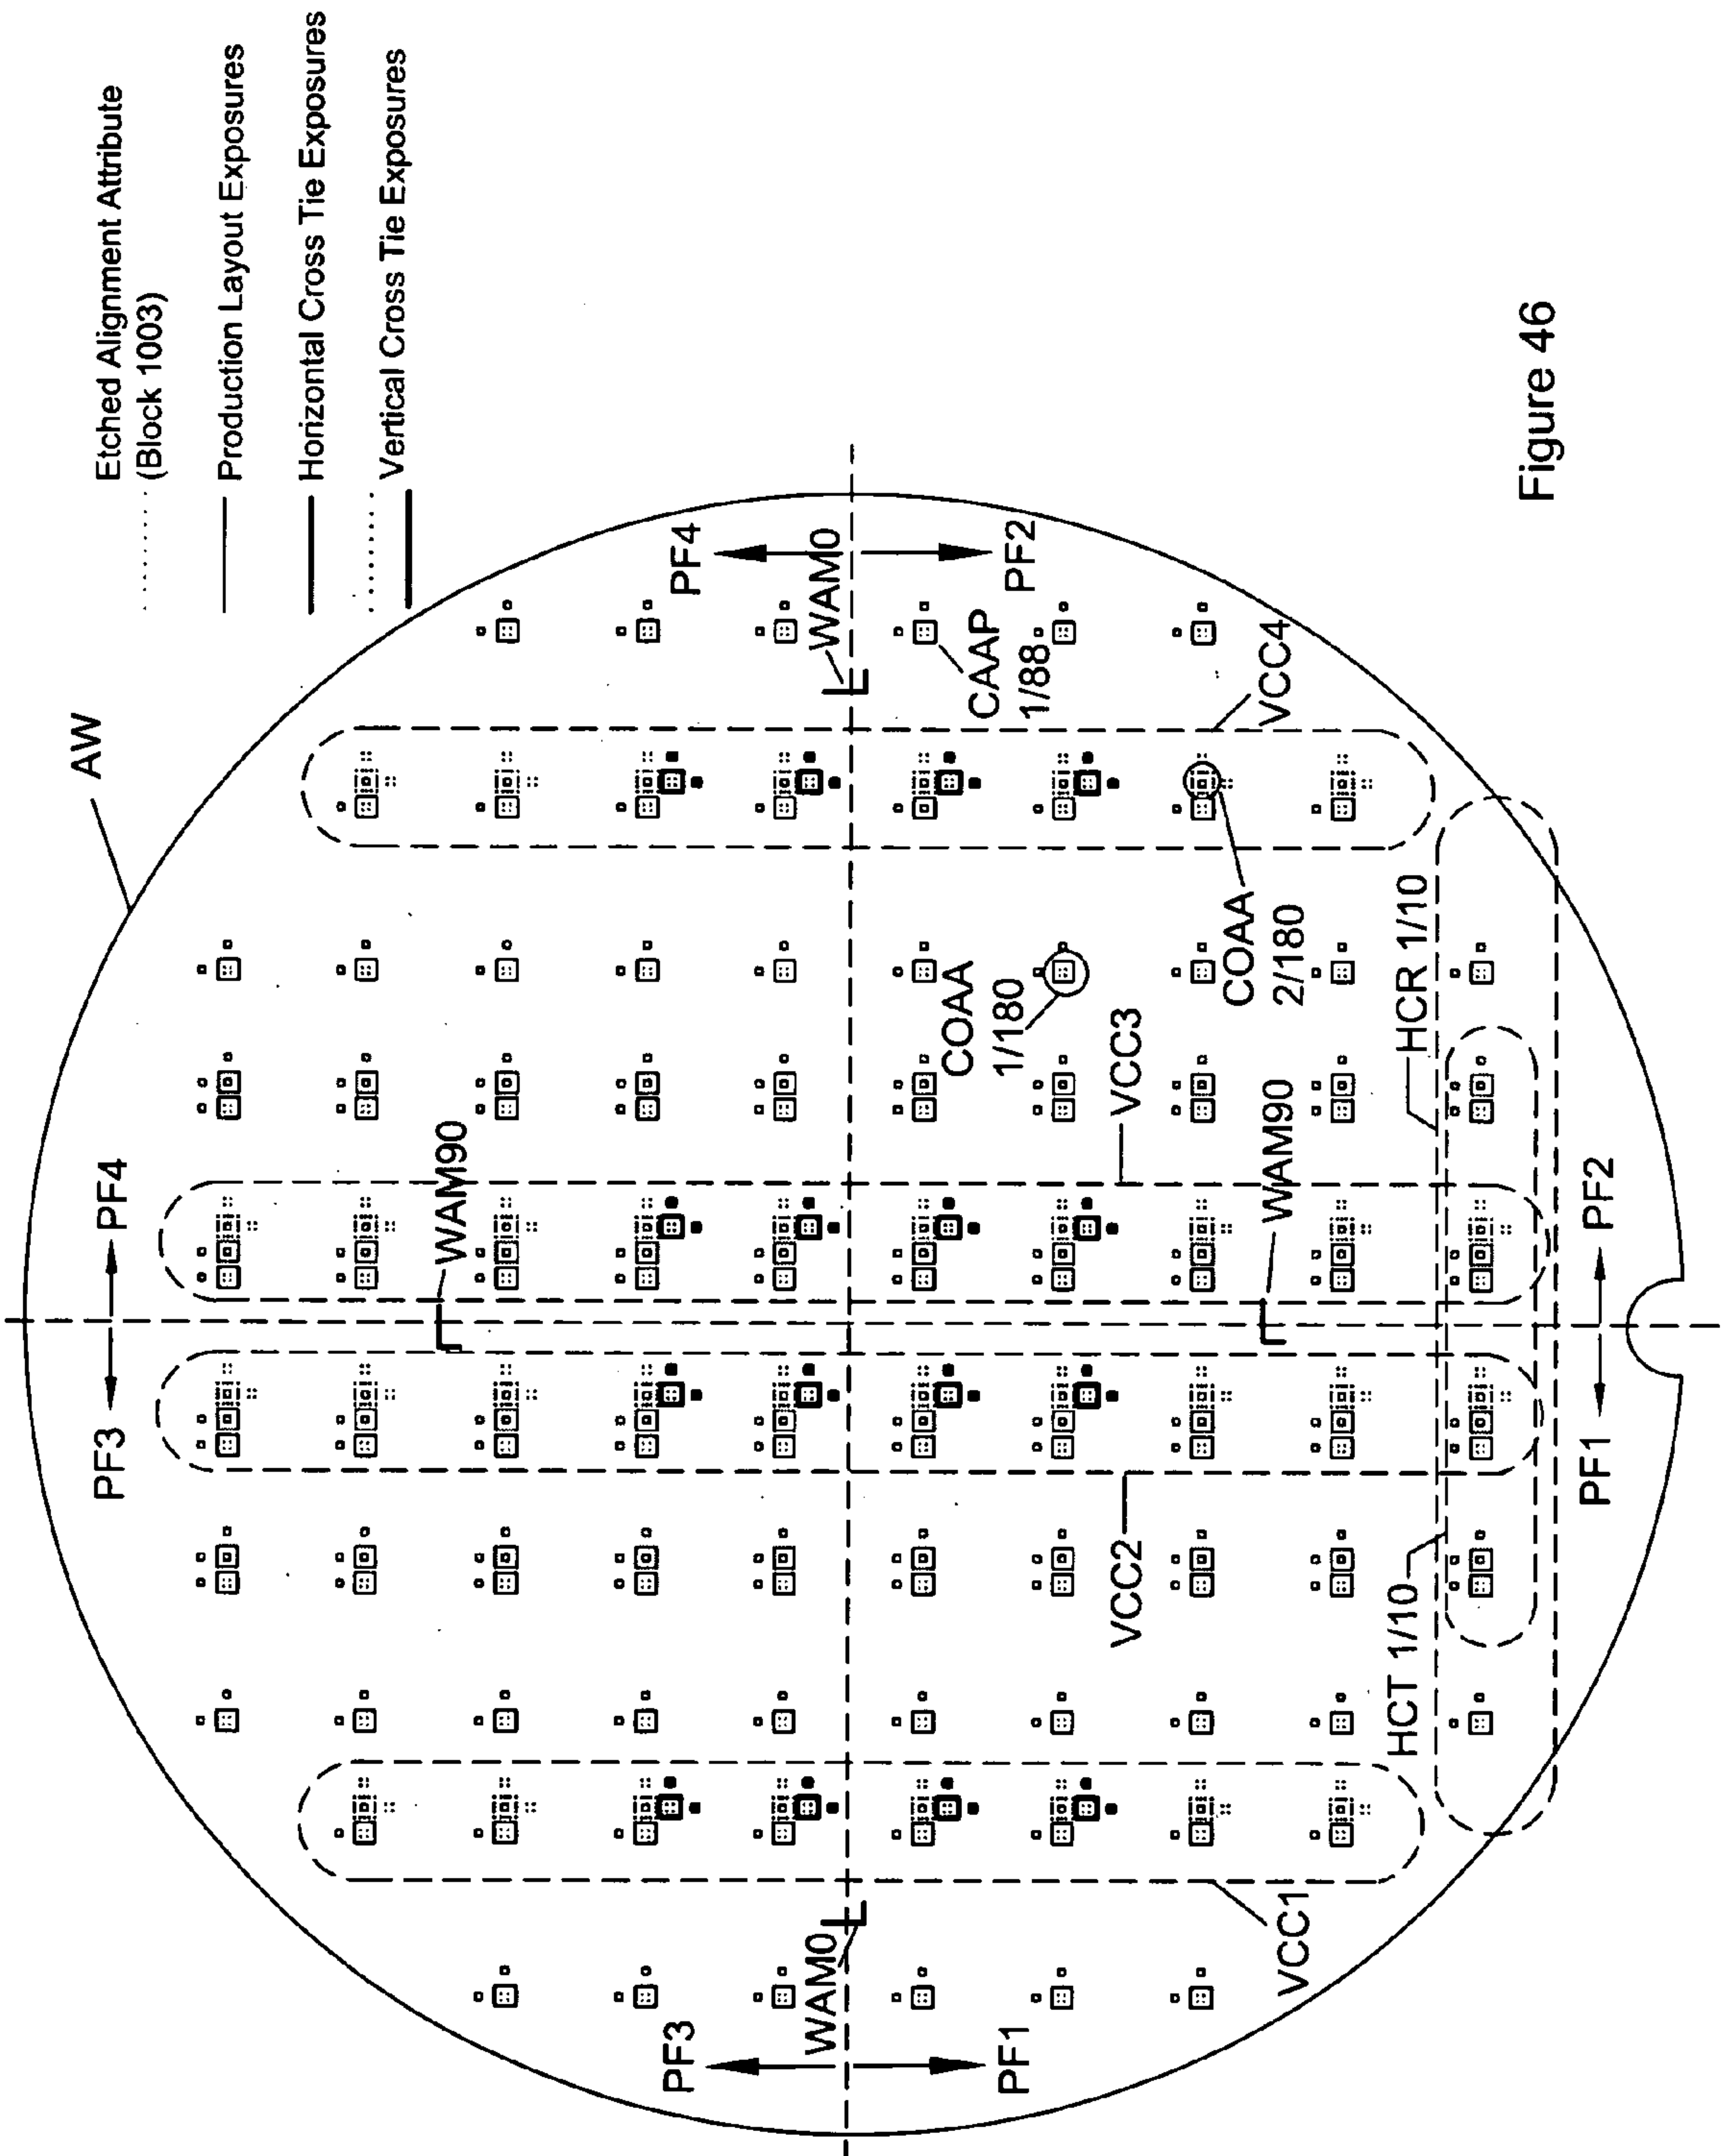 Etched Alignment Attribute
(Block 1003)
Production Layout Exposures
Horizontal Cross Tie Exposures
Vertical Cross Tie Exposures
AW
PF3
PF4
WAM90
PF4
PF3
WAM0
WAM0
PF1
PF2
CAAP
1/88
COAA
1/180
VCC3
VCC2
WAM90
COAA
2/180
VCC4
VCC1
HCT 1/10
HCR 1/10
PF1
PF2
Figure 46